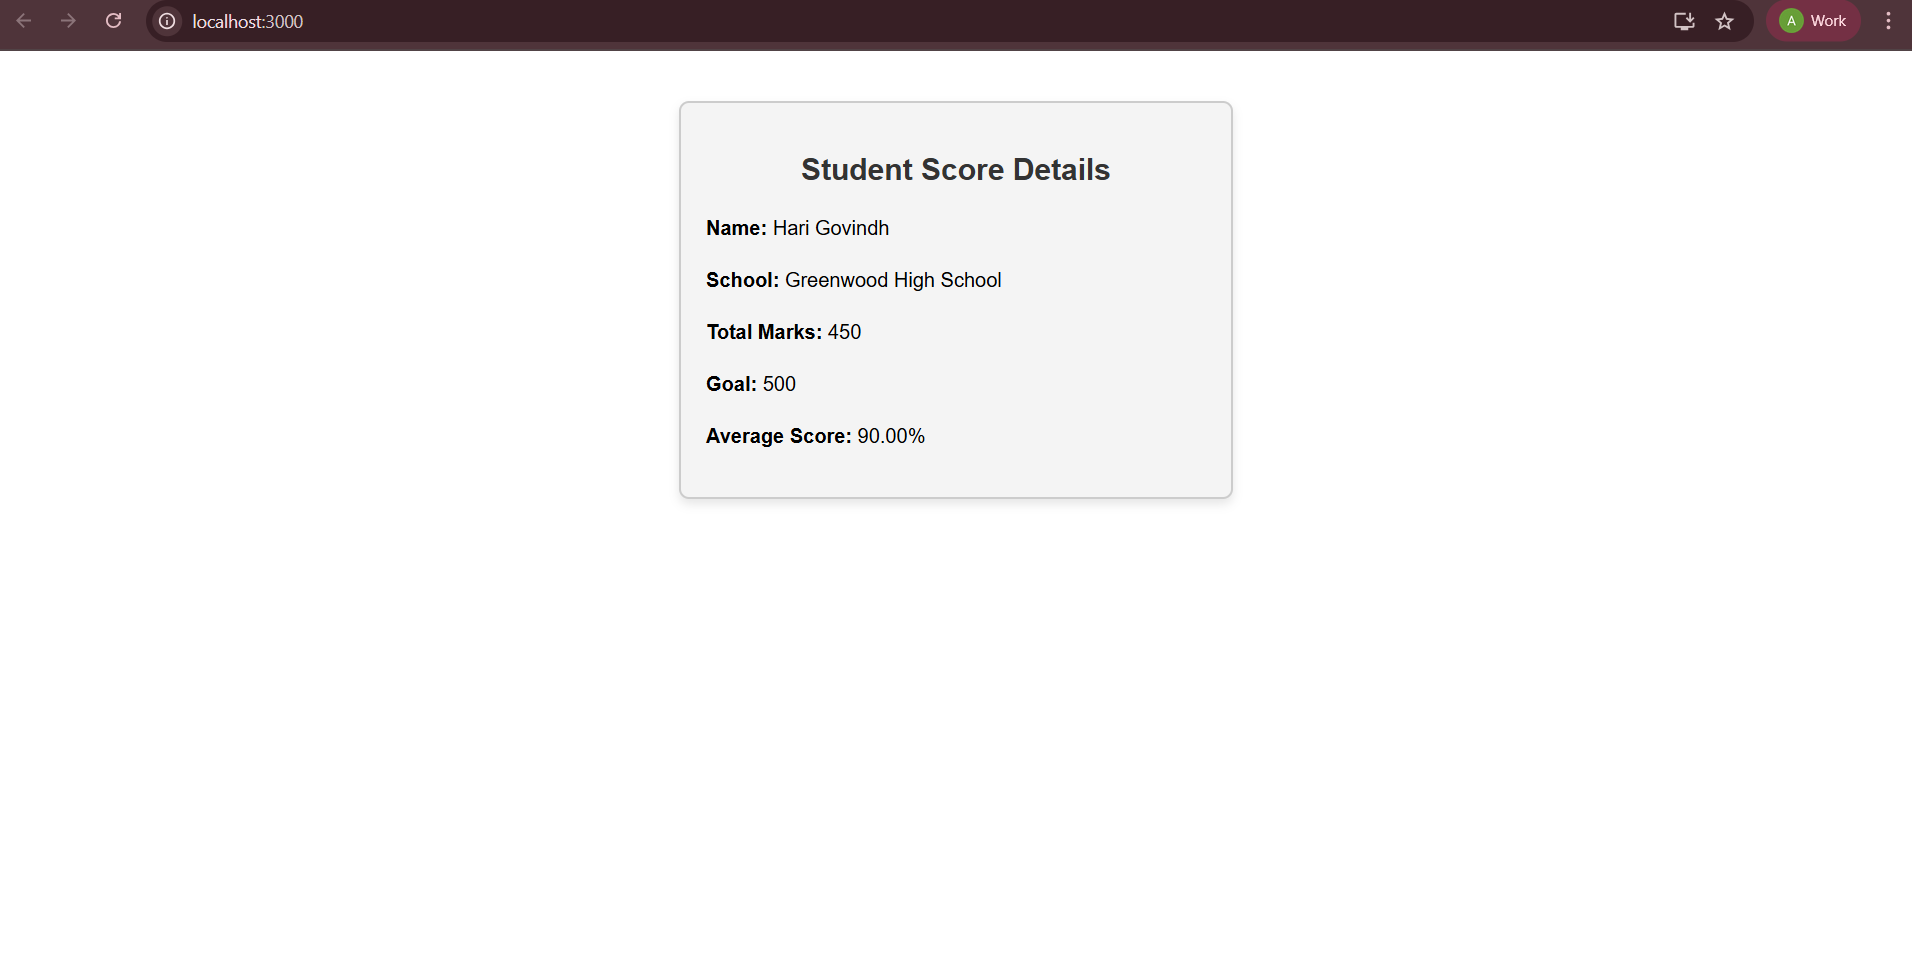 localhost:3000
A Work
Student Score Details
Name: Hari Govindh
School: Greenwood High School
Total Marks: 450
Goal: 500
Average Score: 90.00%